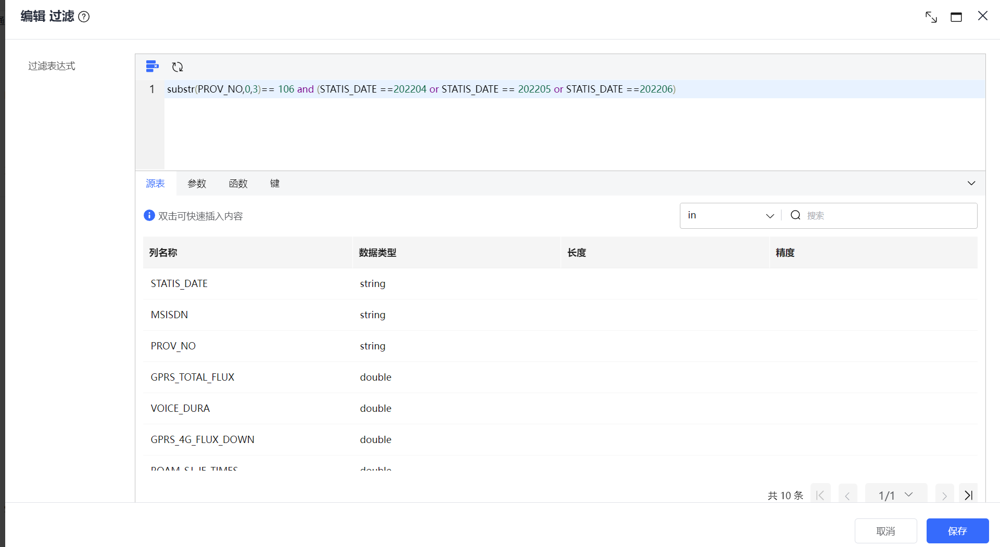 编辑 过滤
过滤表达式
1 substr(PROV_NO,0,3)== 106 and (STATIS_DATE ==202204 or STATIS_DATE == 202205 or STATIS_DATE ==202206)
源表 参数 函数 键
双击可快速插入内容 in 搜索
列名称 数据类型 长度 精度
STATIS_DATE string
MSISDN string
PROV_NO string
GPRS_TOTAL_FLUX double
VOICE_DURA double
GPRS_4G_FLUX_DOWN double
double
共 10 条 1/1
取消 保存